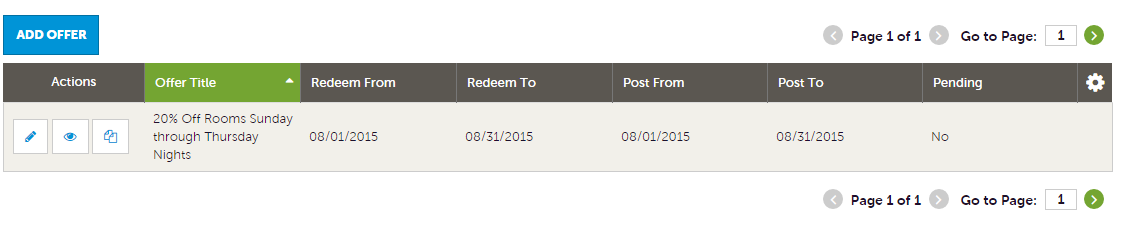 ADD OFFER
Page 1 of 1 Go to Page: 1
Actions Offer Title Redeem From Redeem To Post From Post To Pending
20% Off Rooms Sunday
through Thursday
Nights
08/01/2015 08/31/2015 08/01/2015 08/31/2015 No
Page 1 of 1 Go to Page: 1